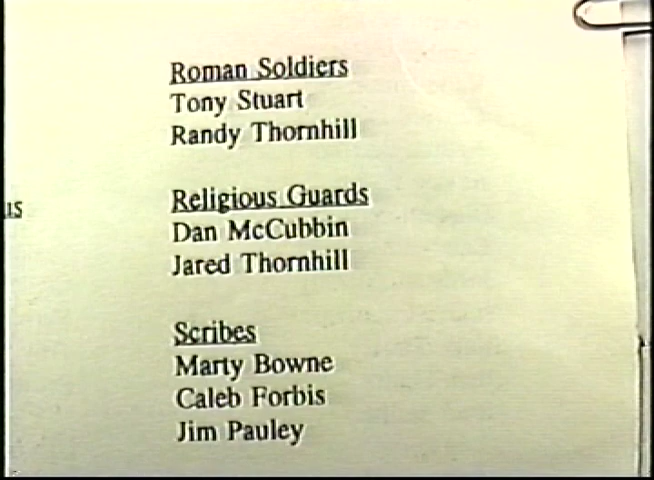 Roman Soldiers
Tony Stuart
Randy Thornhill
Religious Guards
Dan McCubbin
Jared Thornhill
Scribes
Marty Bowne
Caleb Forbis
Jim Pauley